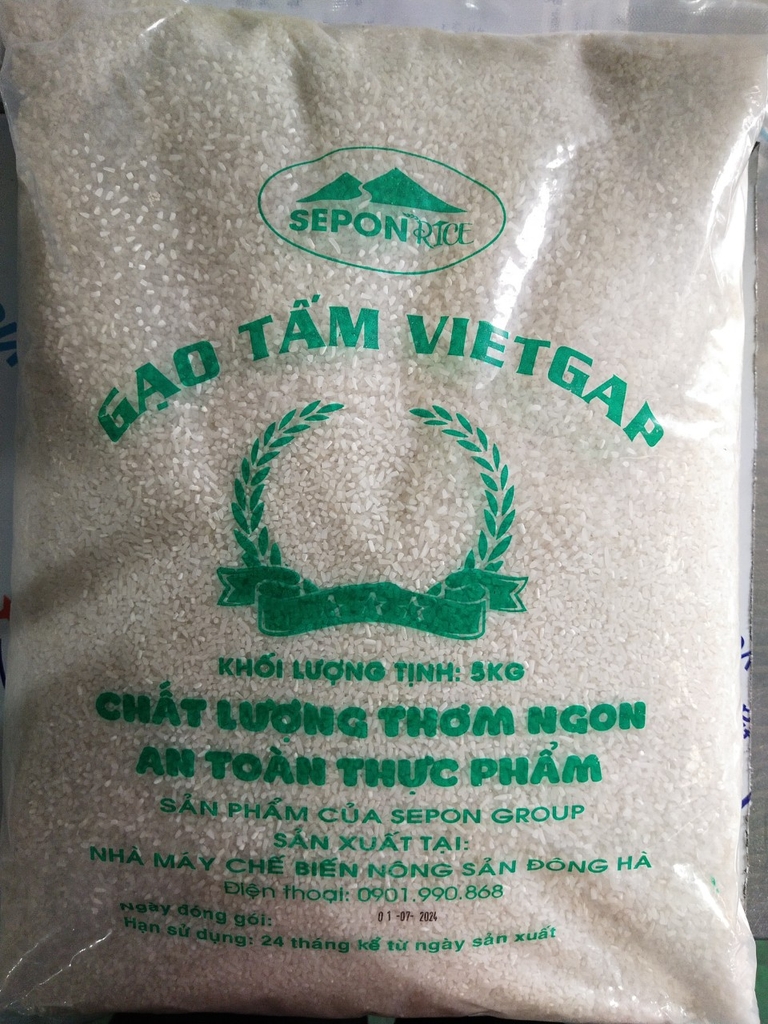 SEPON RICE
GẠO TẤM VIETGAP
KHỐI LƯỢNG TỊNH: 5KG
CHẤT LƯỢNG THƠM NGON
AN TOÀN THỰC PHẨM
SẢN PHẨM CỦA SEPON GROUP
SẢN XUẤT TẠI:
NHÀ MÁY CHẾ BIẾN NÔNG SẢN ĐÔNG HÀ
Điện thoại: 0901.990.868
Ngày đóng gói: 01-07-2024
Hạn sử dụng: 24 tháng kể từ ngày sản xuất